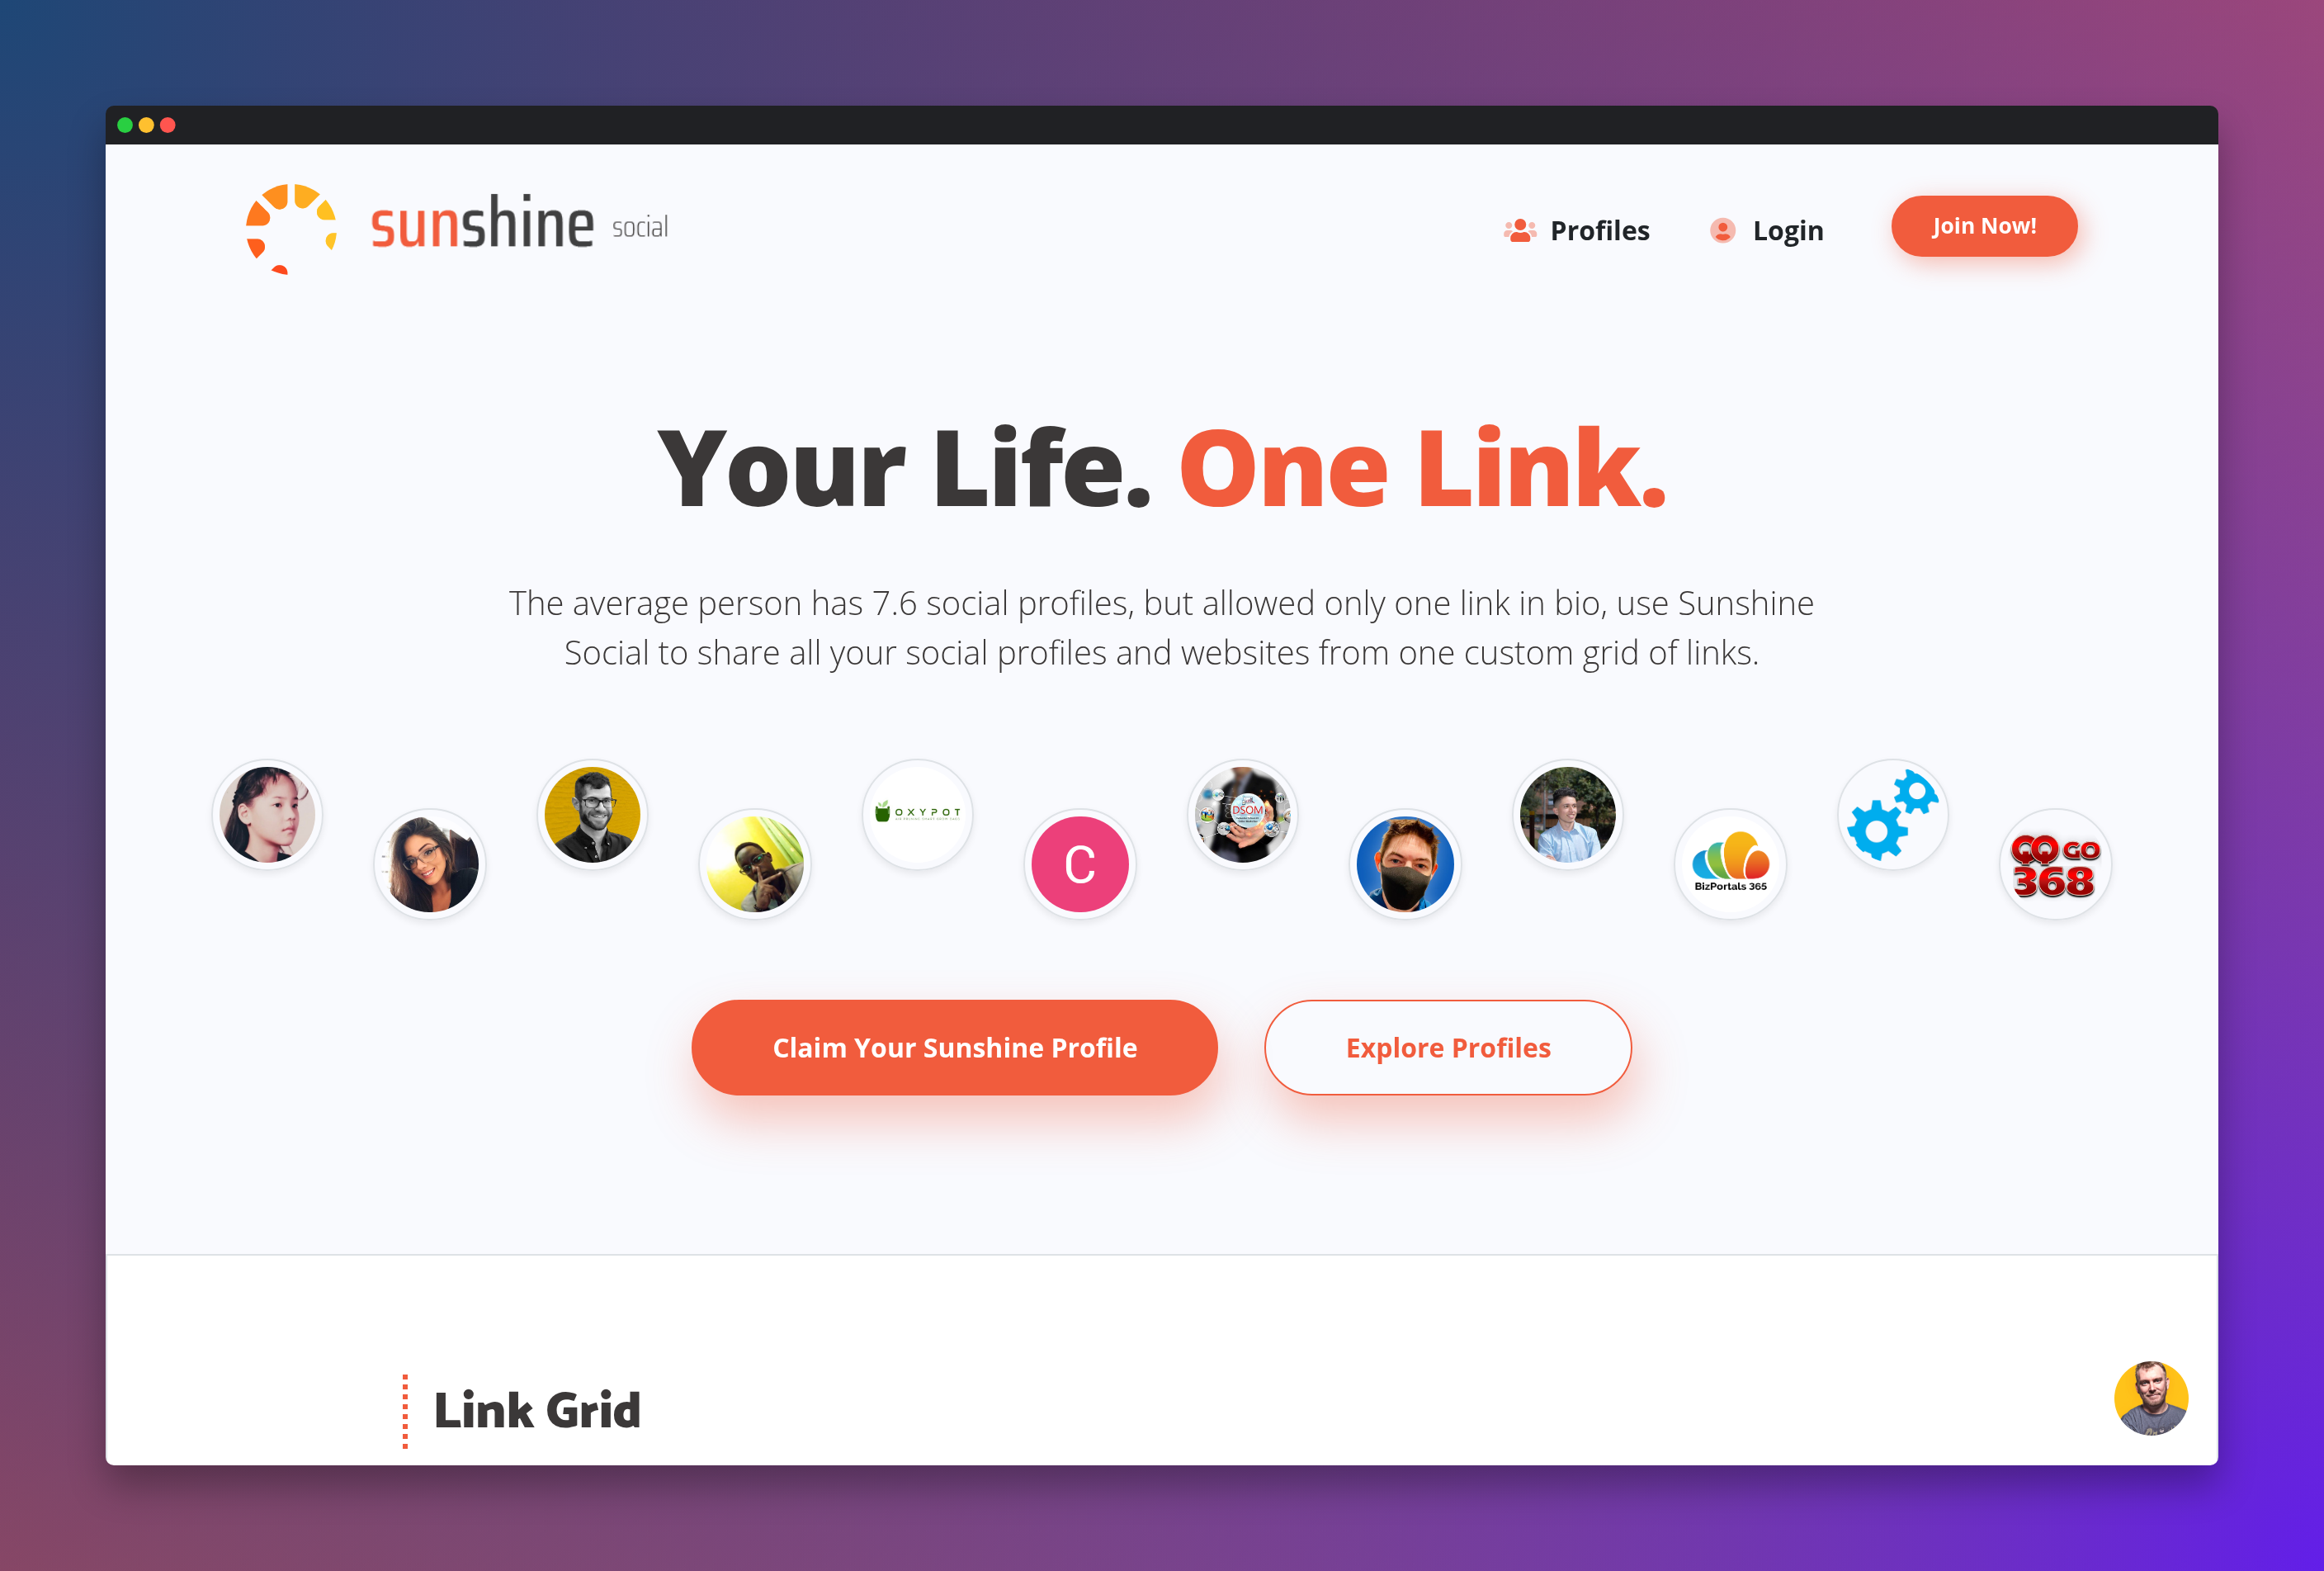 sunshine social
Profiles
Login
Join Now!
Your Life. One Link.
The average person has 7.6 social profiles, but allowed only one link in bio, use Sunshine
Social to share all your social profiles and websites from one custom grid of links.
OXYPOT
C
DSOM
BizPortals 365
QQ GO
368
Claim Your Sunshine Profile
Explore Profiles
Link Grid